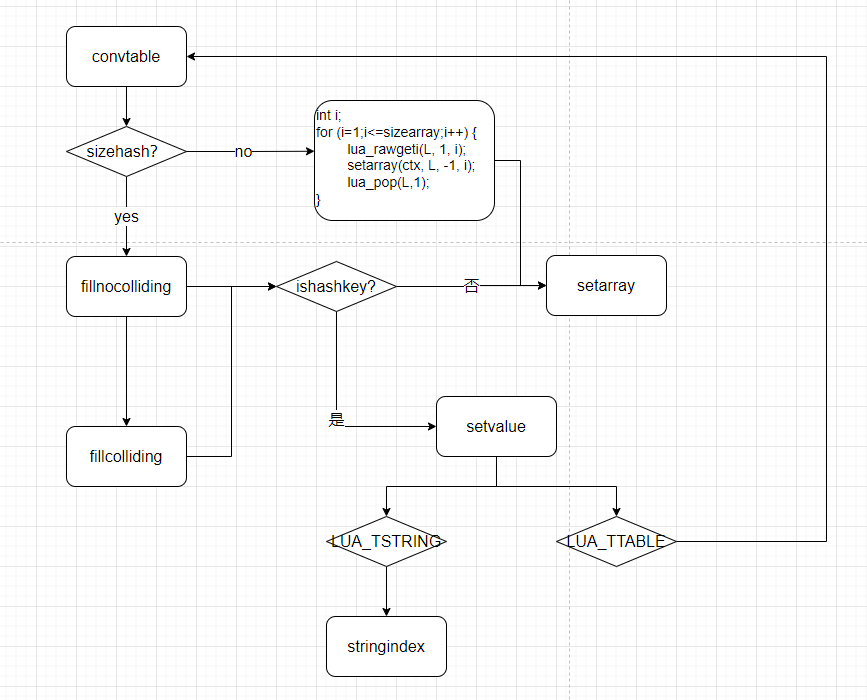 convtable
sizehash?
no
int i;
for (i=1;i<=sizearray;i++) {
lua_rawgeti(L, 1, i);
setarray(ctx, L, -1, i);
lua_pop(L,1);
}
yes
fillnocolliding
ishashkey?
否
setarray
是
setvalue
fillcolliding
LUA_TSTRING
LUA_TTABLE
stringindex